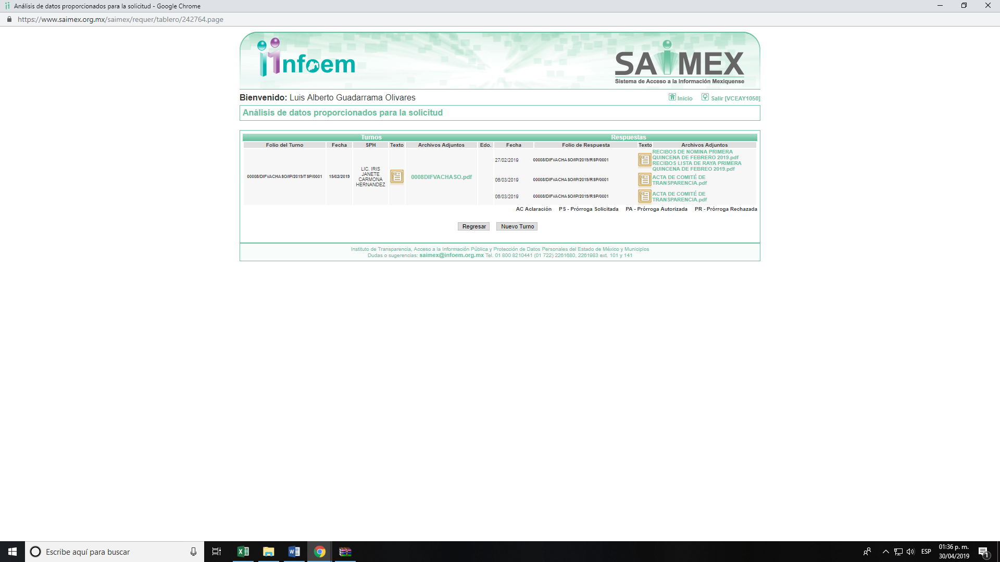 Análisis de datos proporcionados para la solicitud - Google Chrome
https://www.saimex.org.mx/saimex/requer/tablero/242764.page
infoem
SAIMEX
Sistema de Acceso a la Información Mexiquense
Bienvenido: Luis Alberto Guadarrama Olivares
Inicio Salir [VCEAY1050]
Análisis de datos proporcionados para la solicitud
Turnos Respuestas
Folio del Turno Fecha SPH Texto Archivos Adjuntos Edo. Fecha Folio de Respuesta Texto Archivos Adjuntos
00008/DIFVACHASO/IP/2019/TSP/0001 15/02/2019
LIC. IRIS
JANETE
CARMONA
HERNANDEZ
0008DIFVACHASO.pdf
27/02/2019 00008/DIFVACHASO/IP/2019/RSP/0001
RECIBOS DE NOMINA PRIMERA
QUINCENA DE FEBRERO 2019.pdf
RECIBOS LISTA DE RAYA PRIMERA
QUINCENA DE FEBREO 2019.pdf
06/03/2019 00008/DIFVACHASO/IP/2019/RSP/0001
ACTA DE COMITÉ DE
TRANSPARENCIA.pdf
06/03/2019 00008/DIFVACHASO/IP/2019/RSP/0001
ACTA DE COMITÉ DE
TRANSPARENCIA.pdf
AC Aclaración PS - Prórroga Solicitada PA - Prórroga Autorizada PR - Prórroga Rechazada
Regresar Nuevo Turno
Instituto de Transparencia, Acceso a la Información Pública y Protección de Datos Personales del Estado de México y Municipios
Dudas o sugerencias: saimex@infoem.org.mx Tel. 01 800 8210441 (01 722) 2261680, 2261983 ext. 101 y 141
Escribe aquí para buscar
ESP
01:36 p. m.
30/04/2019
1